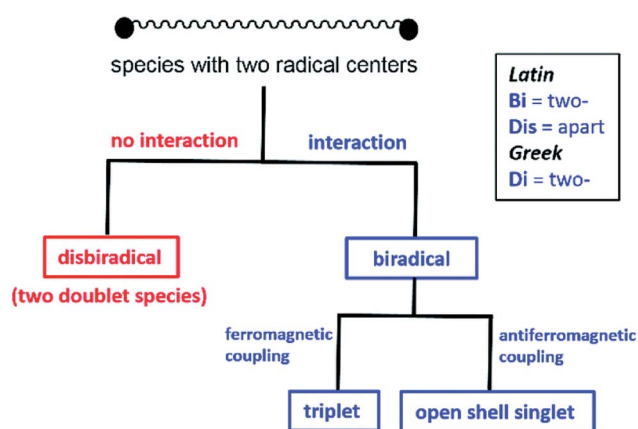 species with two radical centers
Latin
Bi = two-
Dis = apart
Greek
Di = two-
no interaction
interaction
disbiradical
(two doublet species)
biradical
ferromagnetic
coupling
antiferromagnetic
coupling
triplet
open shell singlet